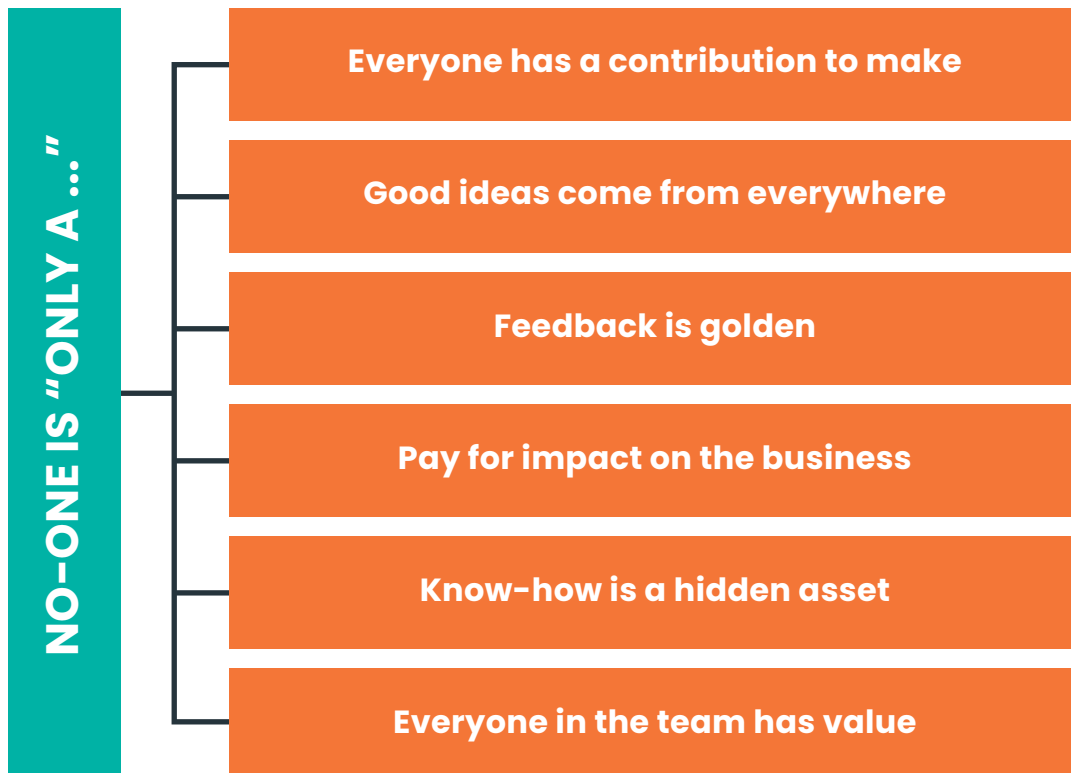 NO-ONE IS “ONLY A ...”
Everyone has a contribution to make
Good ideas come from everywhere
Feedback is golden
Pay for impact on the business
Know-how is a hidden asset
Everyone in the team has value